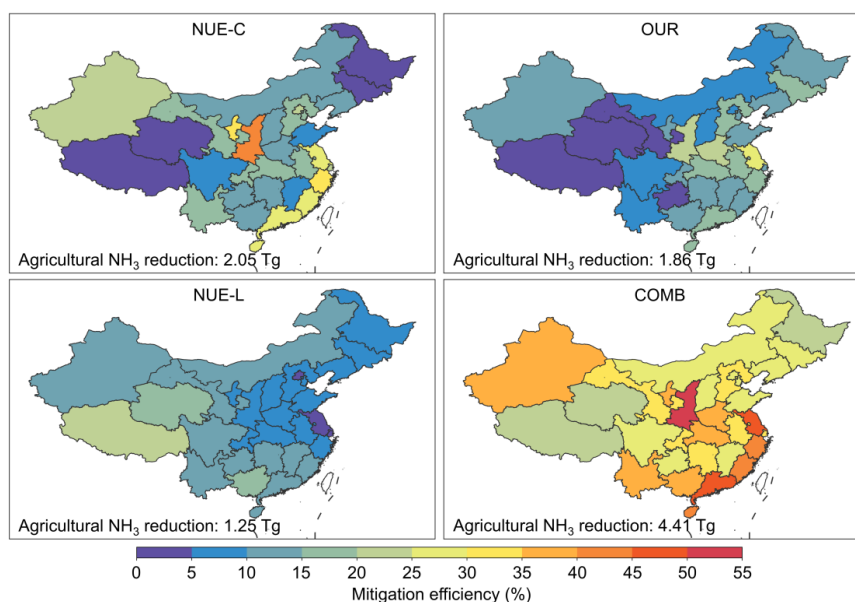 NUE-C
Agricultural NH₃ reduction: 2.05 Tg
OUR
Agricultural NH₃ reduction: 1.86 Tg
NUE-L
Agricultural NH₃ reduction: 1.25 Tg
COMB
Agricultural NH₃ reduction: 4.41 Tg
0 5 10 15 20 25 30 35 40 45 50 55
Mitigation efficiency (%)